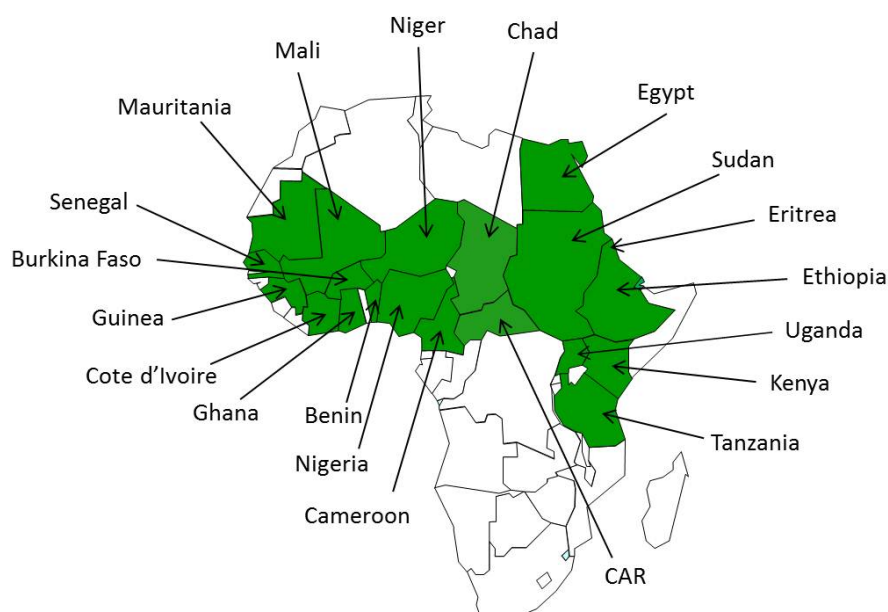 Niger
Chad
Mali
Egypt
Mauritania
Sudan
Senegal
Eritrea
Burkina Faso
Ethiopia
Guinea
Uganda
Cote d’Ivoire
Kenya
Ghana
Benin
Tanzania
Nigeria
Cameroon
CAR